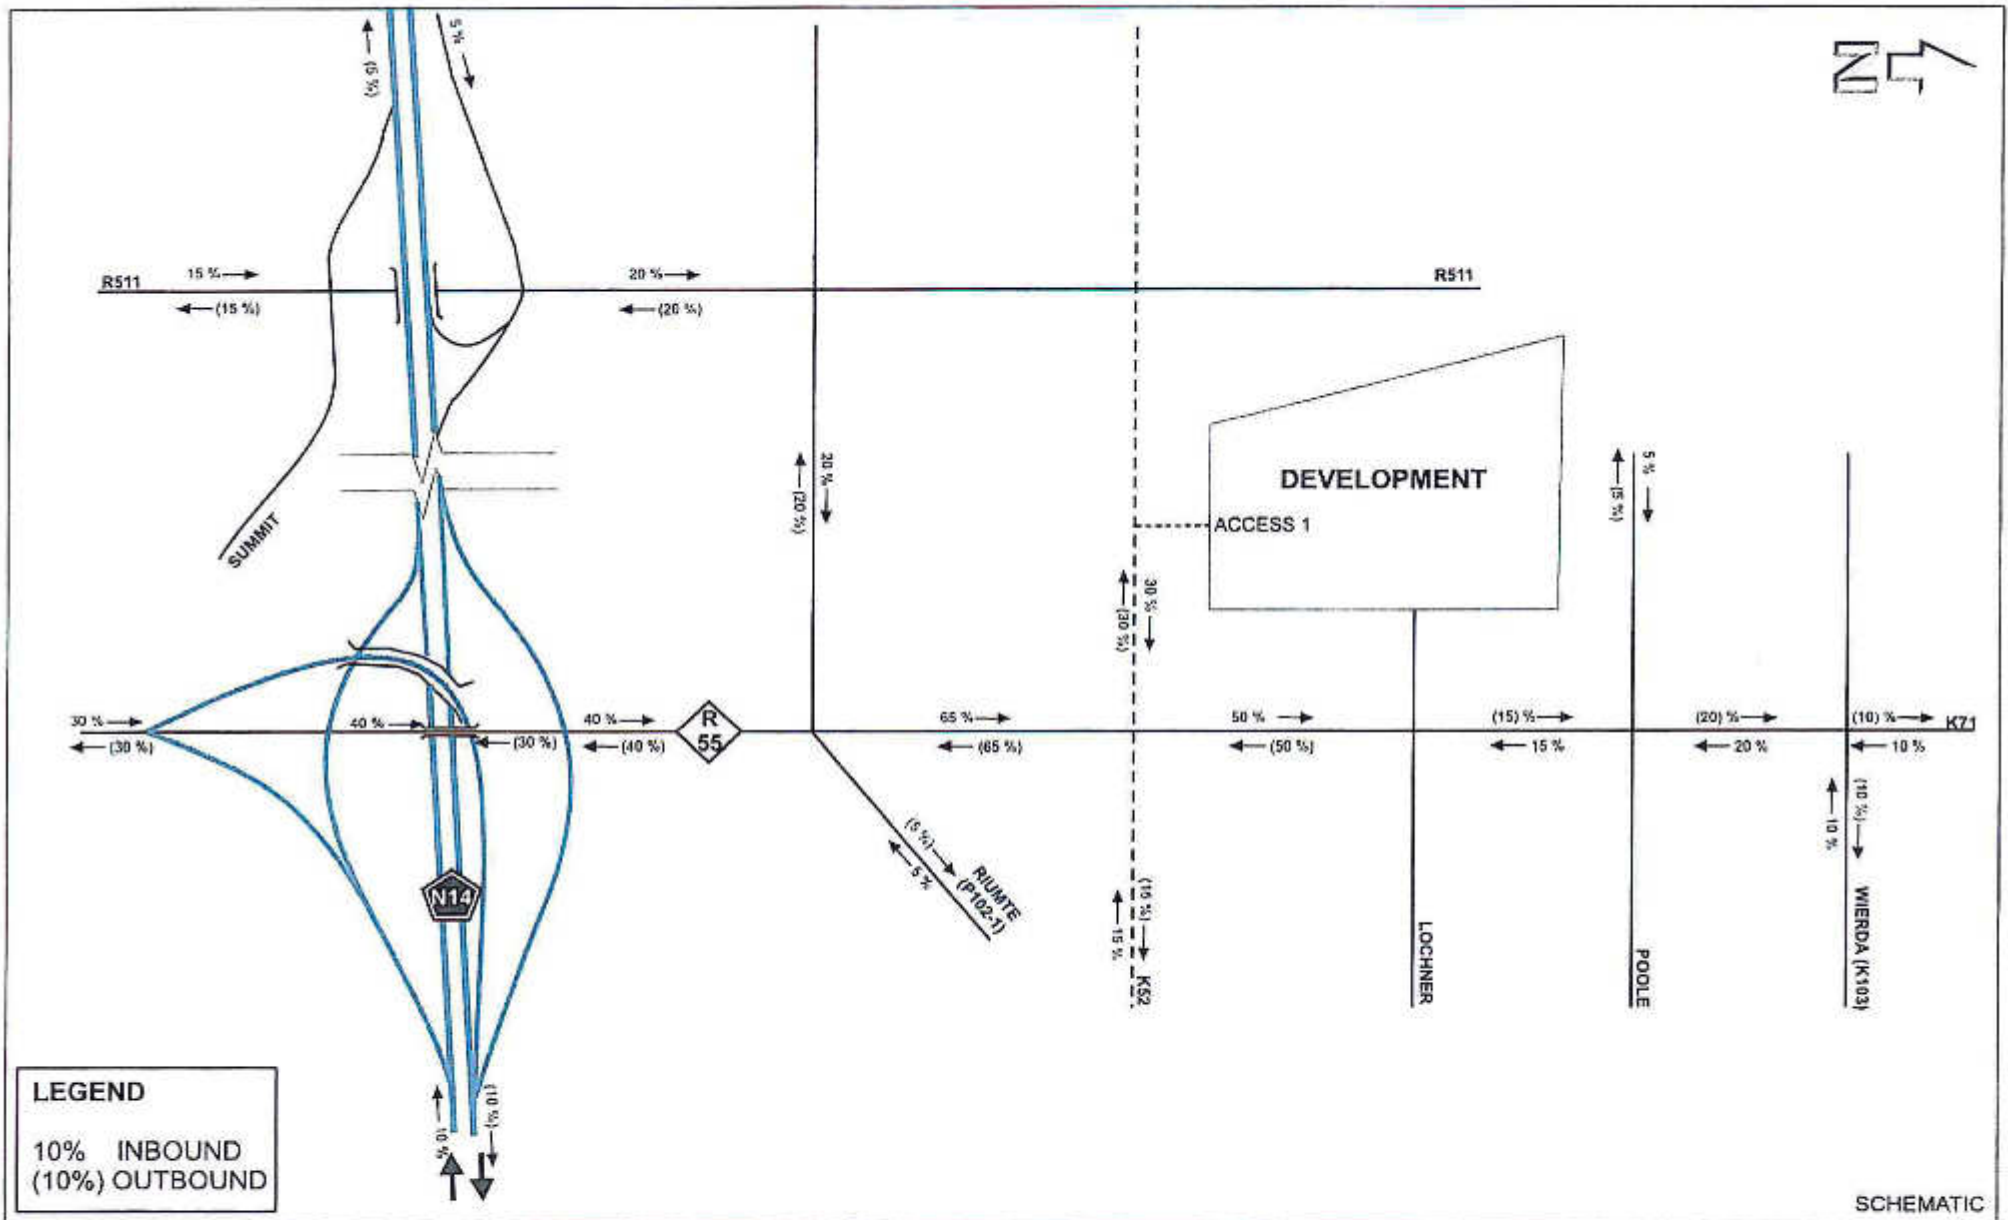 5 %
(5 %)
N
R511
15 %
(15 %)
20 %
(20 %)
R511
SUMMIT
20 %
(20 %)
DEVELOPMENT
ACCESS 1
5 %
(5 %)
30 %
(30 %)
30 %
(30 %)
40 %
(30 %)
40 %
(40 %)
R
55
65 %
(65 %)
50 %
(50 %)
(15) %
15 %
(20) %
20 %
(10) %
10 %
K71
(10 %)
10 %
WIERDA (K103)
(5 %)
5 %
RIUMTE
(P102-1)
(15 %)
15 %
K52
LOCHNER
POOLE
N14
10 %
(10 %)
LEGEND
10% INBOUND
(10%) OUTBOUND
SCHEMATIC